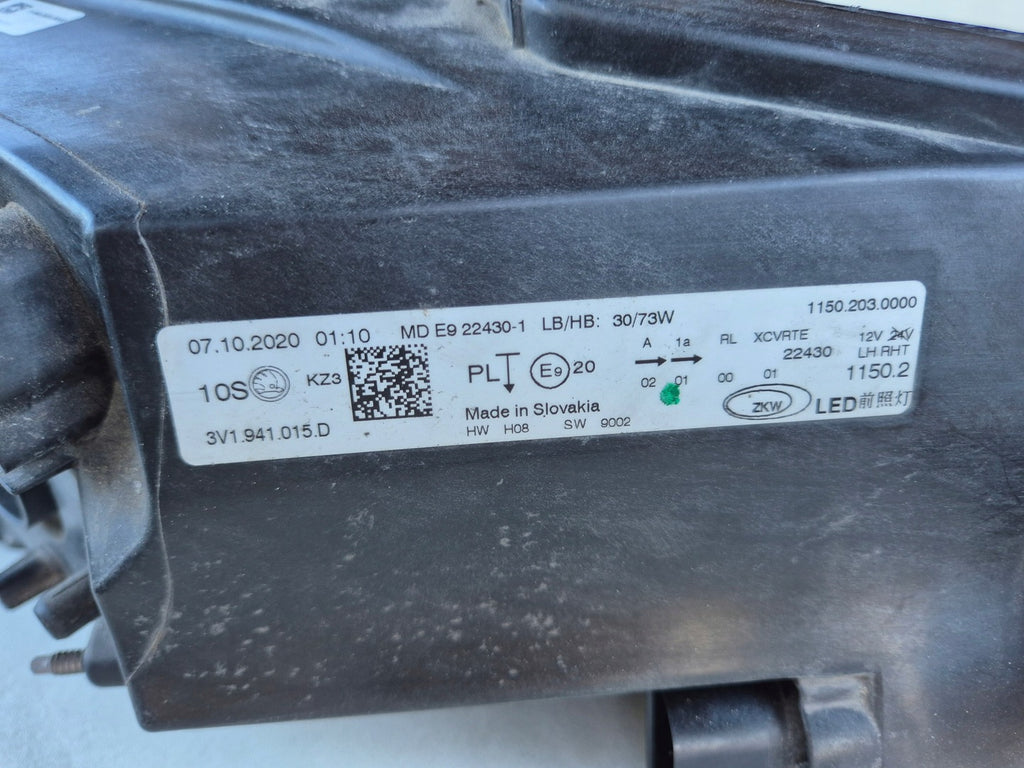 07.10.2020 01:10 MD E9 22430-1 LB/HB: 30/73W 1150.203.0000
10S KZ3 PL E9 20 A 1a RL XCVRTE 12V 24V
22430 LH RHT
02 01 00 01 1150.2
Made in Slovakia ZKW LED前照灯
3V1.941.015.D HW H08 SW 9002